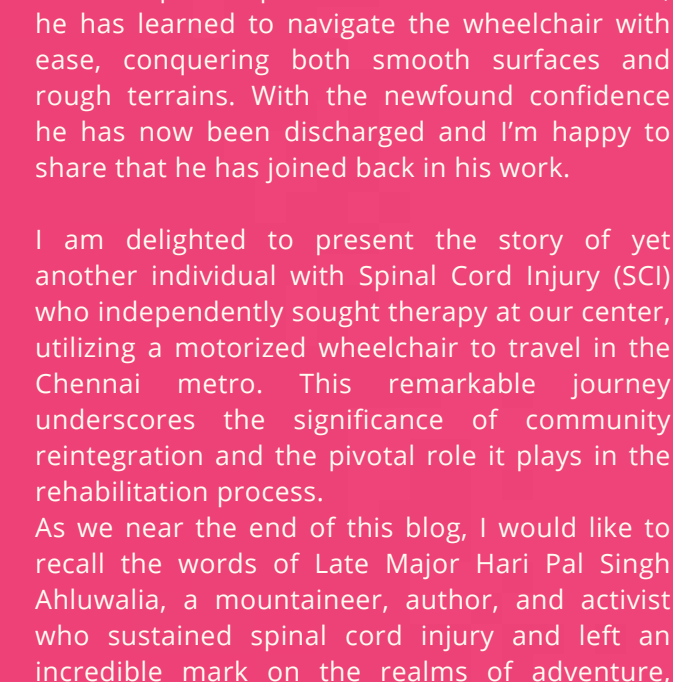 he has learned to navigate the wheelchair with
ease, conquering both smooth surfaces and
rough terrains. With the newfound confidence
he has now been discharged and I’m happy to
share that he has joined back in his work.
I am delighted to present the story of yet
another individual with Spinal Cord Injury (SCI)
who independently sought therapy at our center,
utilizing a motorized wheelchair to travel in the
Chennai metro. This remarkable journey
underscores the significance of community
reintegration and the pivotal role it plays in the
rehabilitation process.
As we near the end of this blog, I would like to
recall the words of Late Major Hari Pal Singh
Ahluwalia, a mountaineer, author, and activist
who sustained spinal cord injury and left an
incredible mark on the realms of adventure,